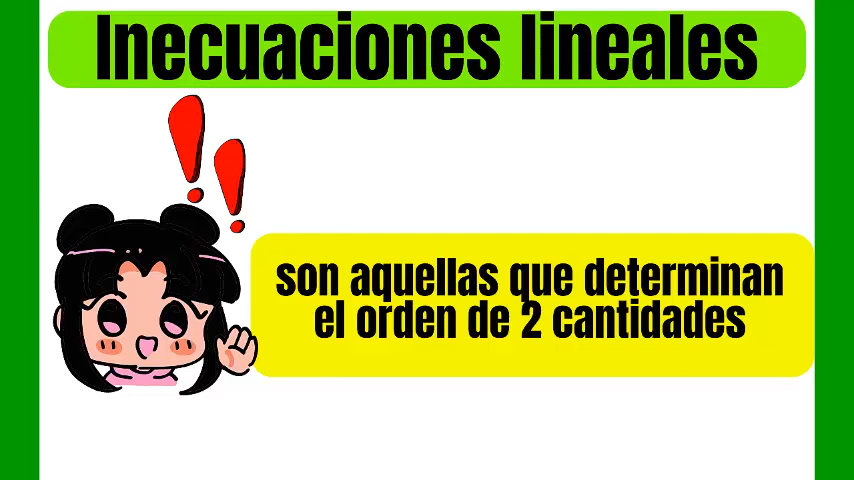 Inecuaciones lineales
son aquellas que determinan
el orden de 2 cantidades